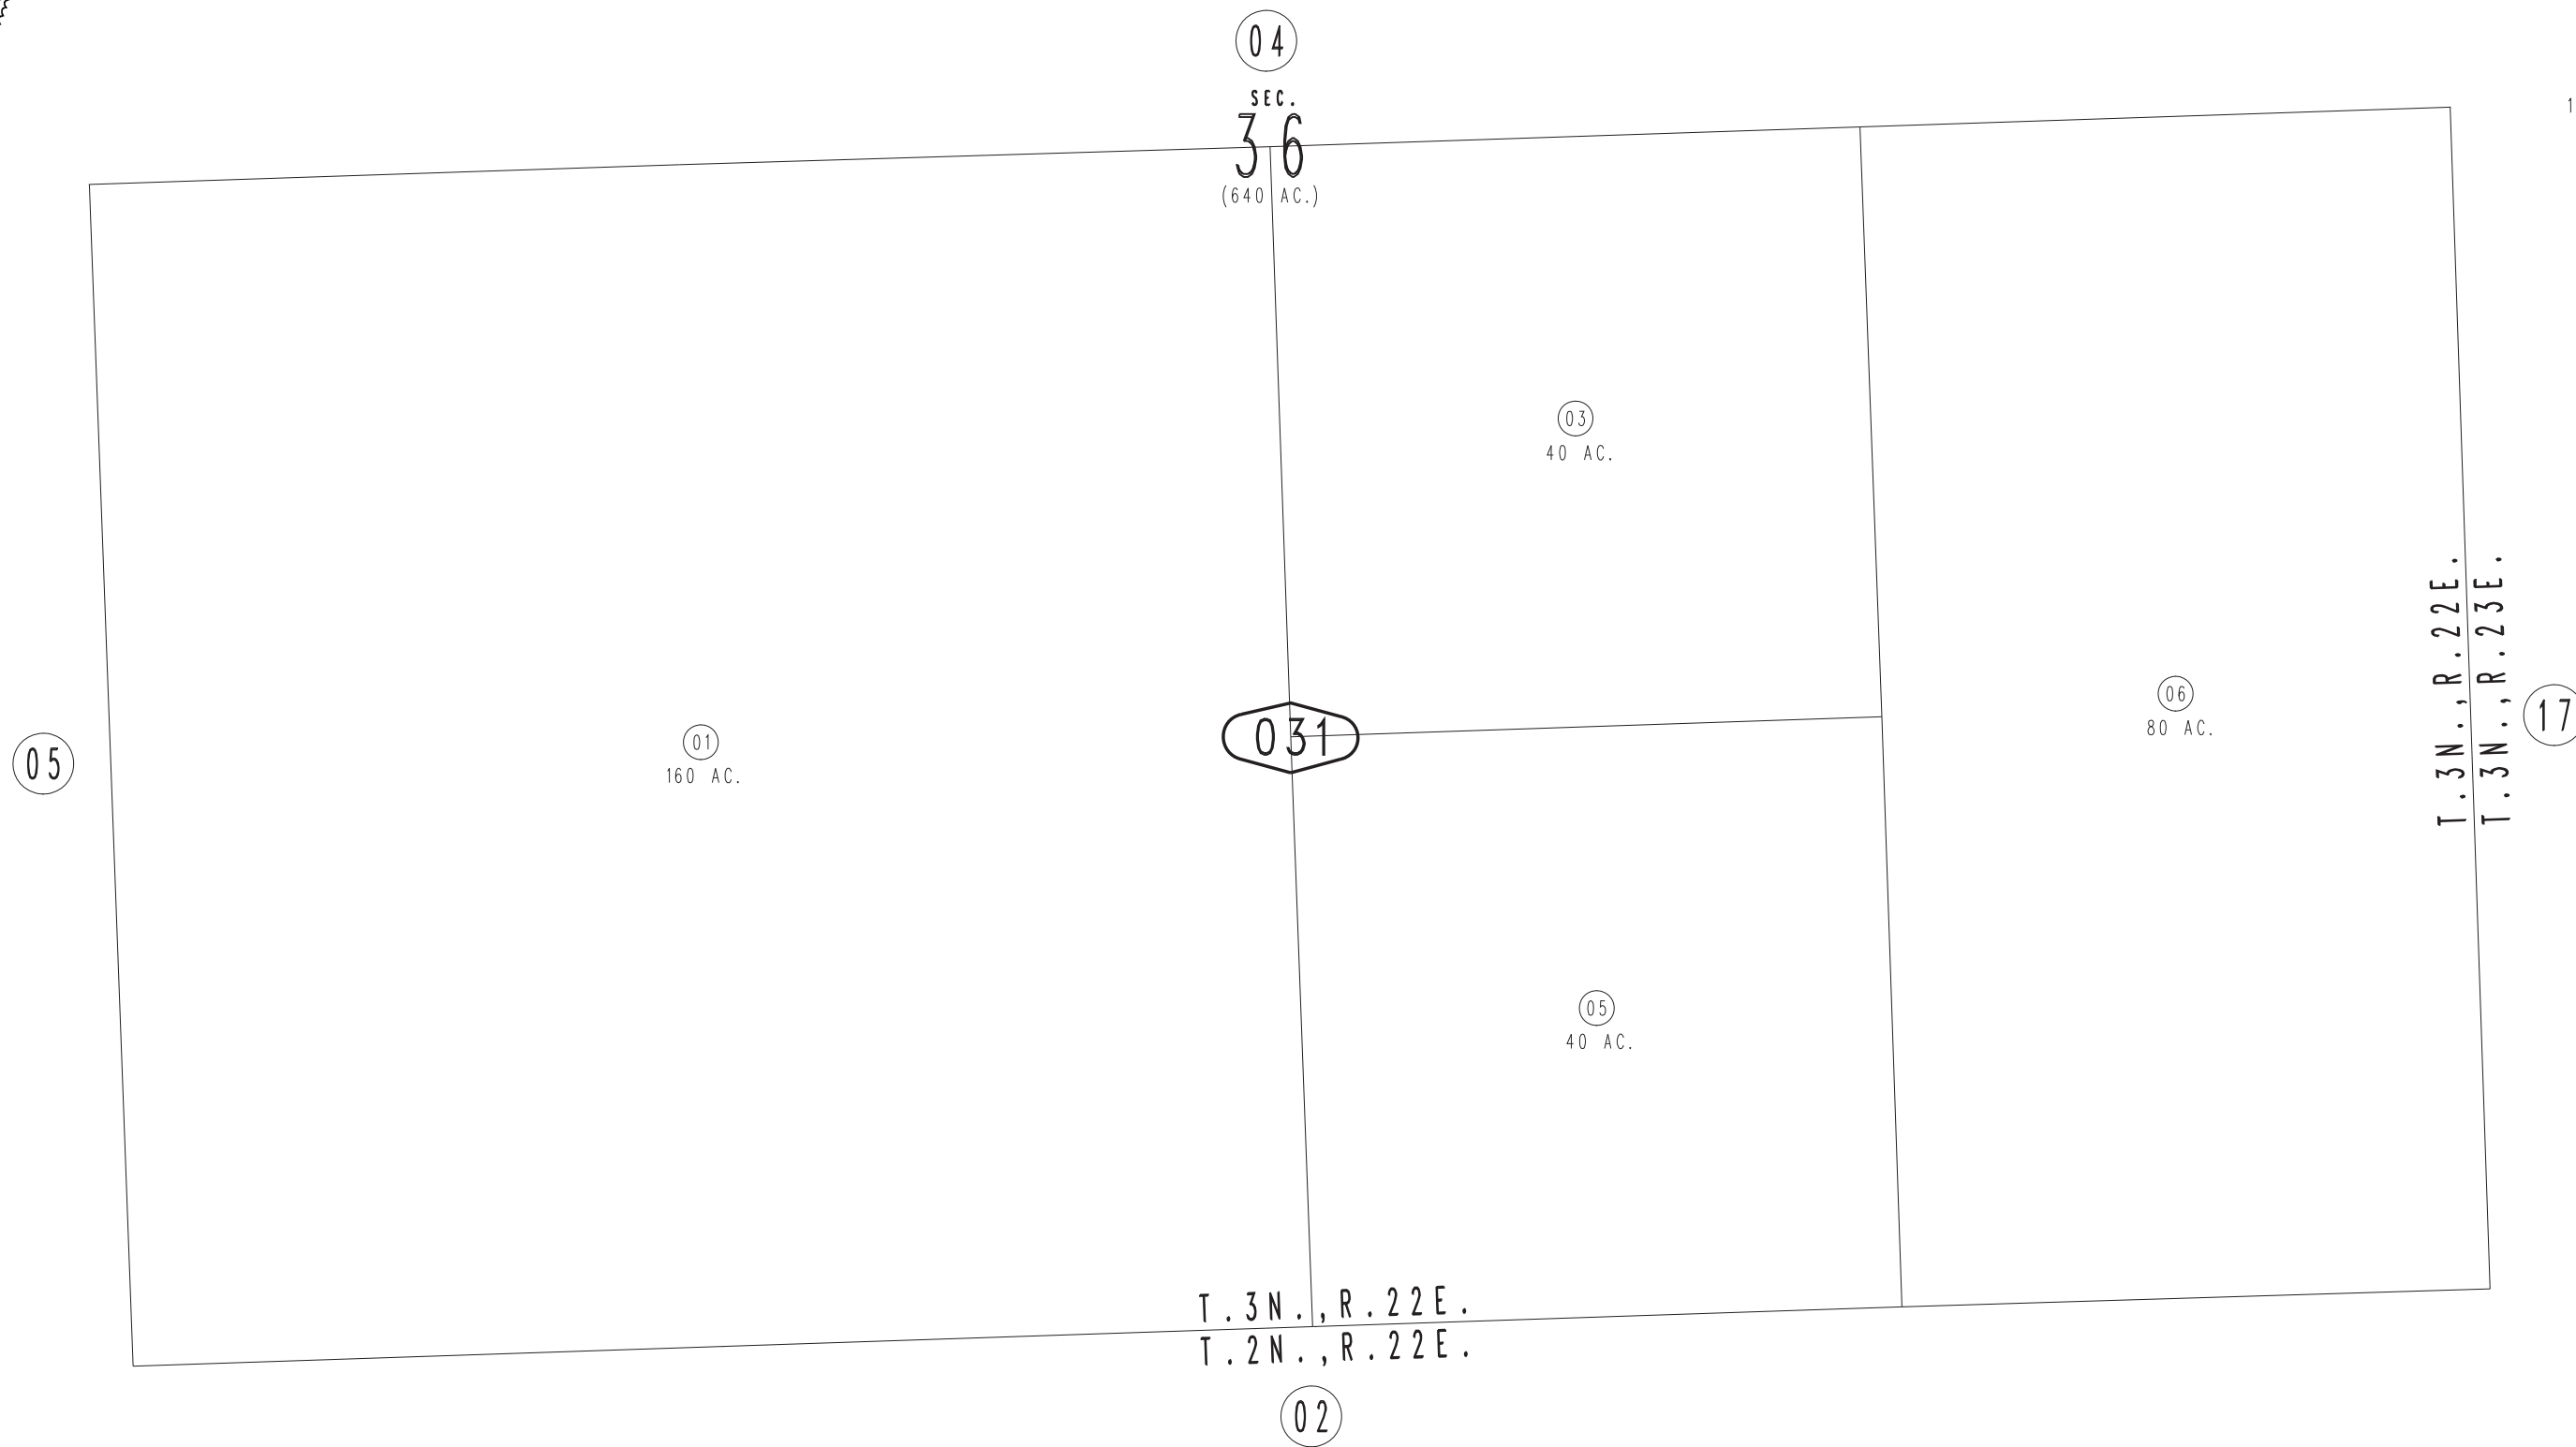 04
SEC.
36
(640 AC.)
1
03
40 AC.
01
160 AC.
031
06
80 AC.
05
17
T.3N.,R.22E.
T.3N.,R.23E.
05
40 AC.
T.3N.,R.22E.
T.2N.,R.22E.
02